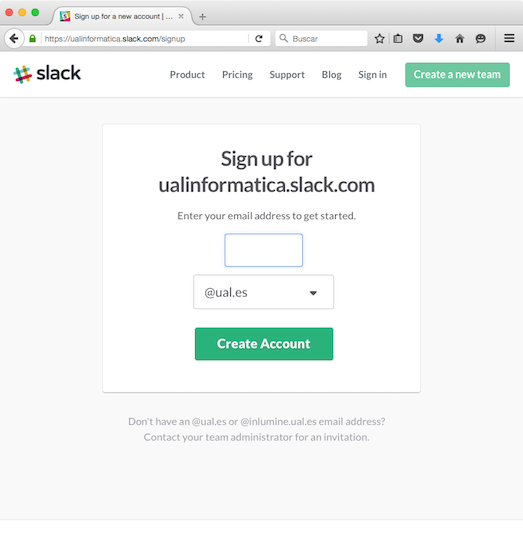 Sign up for a new account | ...
https://ualinformatica.slack.com/signup
Buscar
slack
Product
Pricing
Support
Blog
Sign in
Create a new team
Sign up for
ualinformatica.slack.com
Enter your email address to get started.
@ual.es
Create Account
Don't have an @ual.es or @inlumine.ual.es email address?
Contact your team administrator for an invitation.